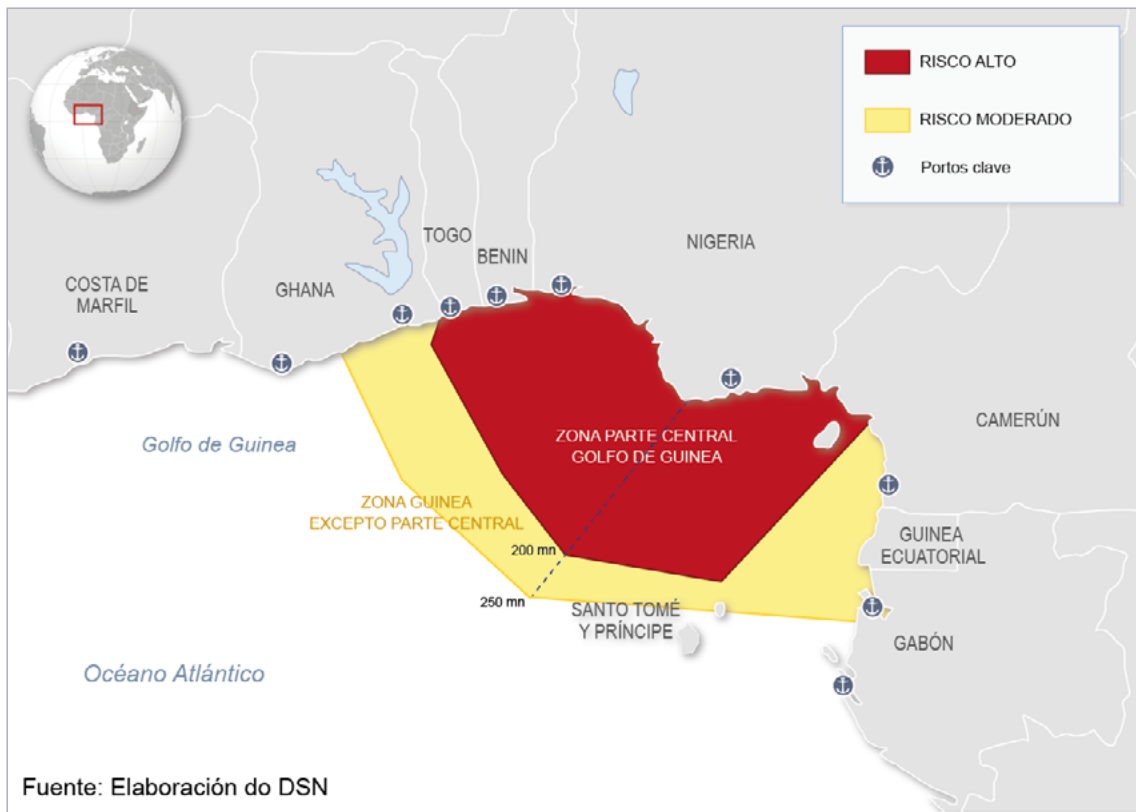 RISCO ALTO
RISCO MODERADO
Portos clave
TOGO
NIGERIA
BENIN
COSTA DE
MARFIL
GHANA
CAMERÚN
Golfo de Guinea
ZONA PARTE CENTRAL
GOLFO DE GUINEA
ZONA GUINEA
EXCEPTO PARTE CENTRAL
GUINEA
ECUATORIAL
200 mn
250 mn
SANTO TOMÉ
Y PRÍNCIPE
GABÓN
Océano Atlántico
Fuente: Elaboración do DSN